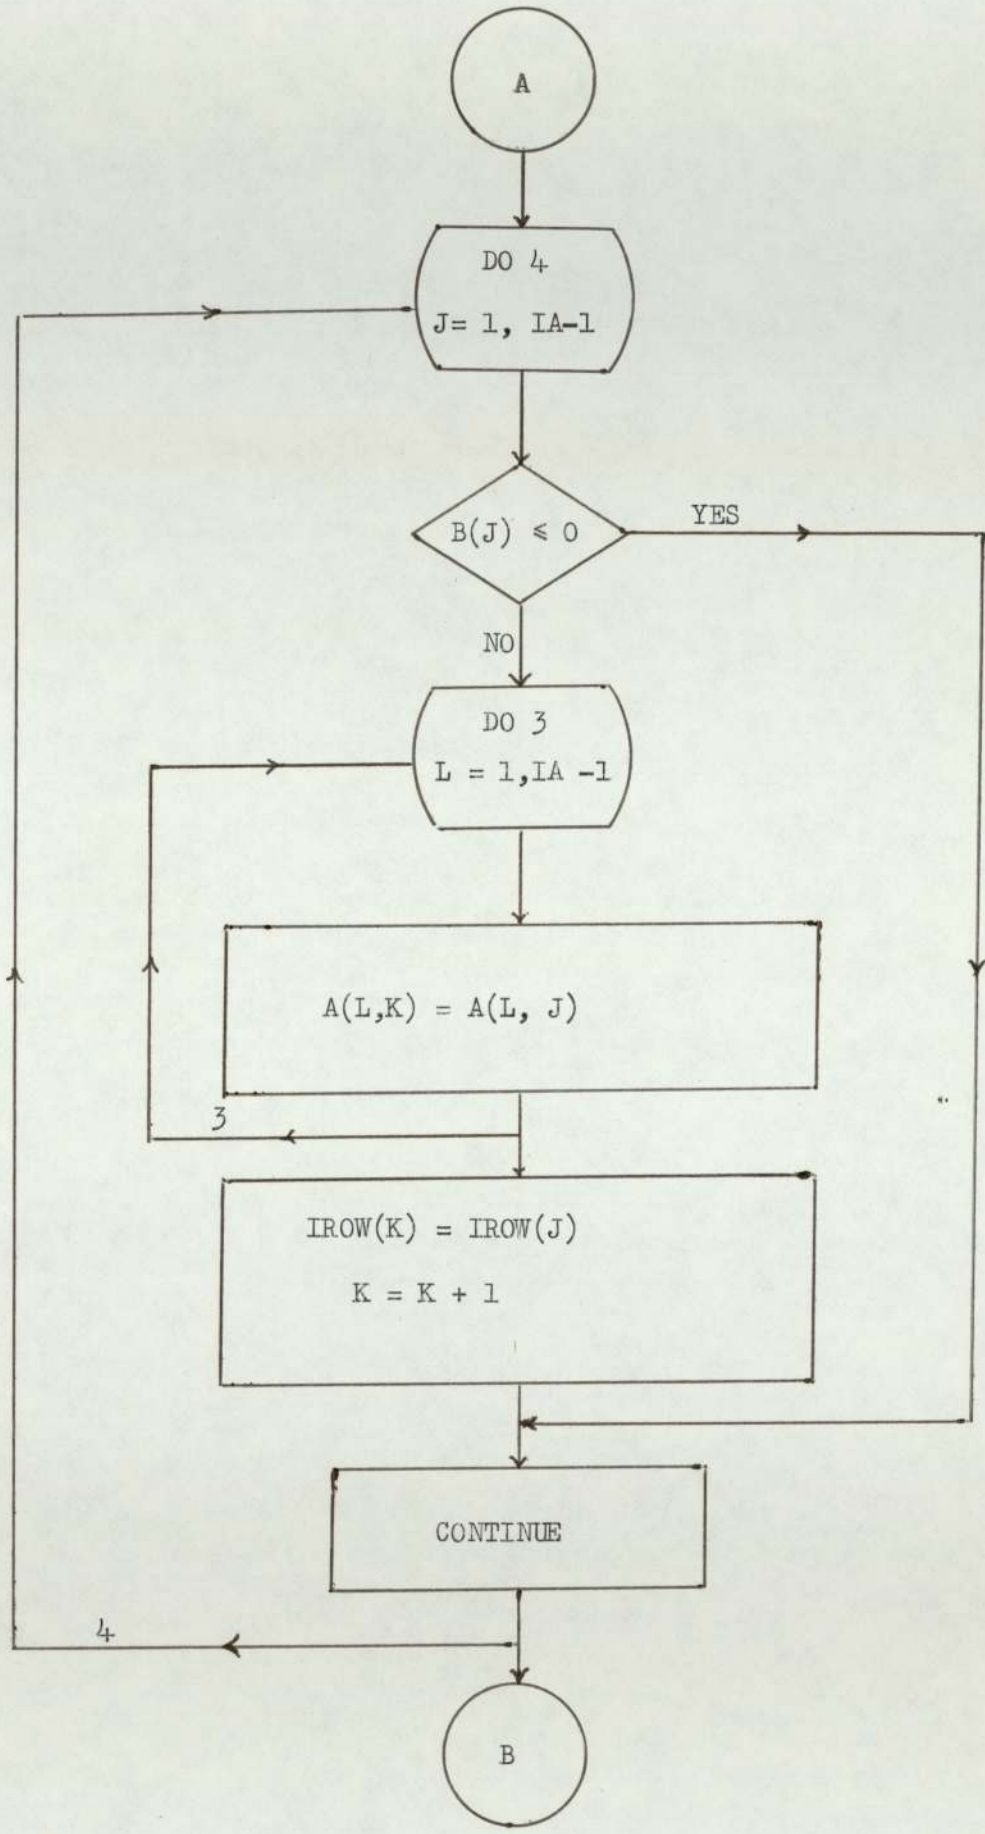 A
DO 4
J= 1, IA-1
B(J) ≤ 0
YES
NO
DO 3
L = 1,IA -1
A(L,K) = A(L, J)
3
IROW(K) = IROW(J)
K = K + 1
CONTINUE
4
B